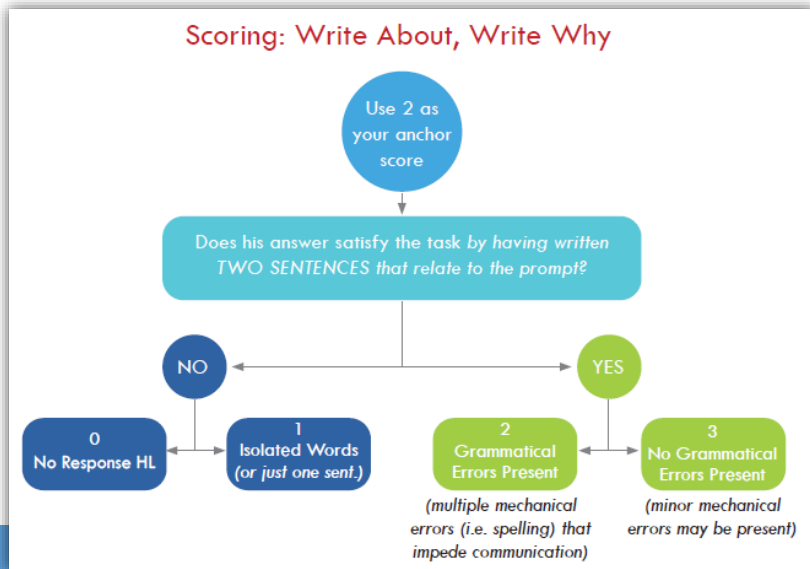 Scoring: Write About, Write Why
Use 2 as
your anchor
score
Does his answer satisfy the task by having written
TWO SENTENCES that relate to the prompt?
NO
YES
0
No Response HL
1
Isolated Words
(or just one sent.)
2
Grammatical
Errors Present
3
No Grammatical
Errors Present
(multiple mechanical
errors (i.e. spelling) that
impede communication)
(minor mechanical
errors may be present)